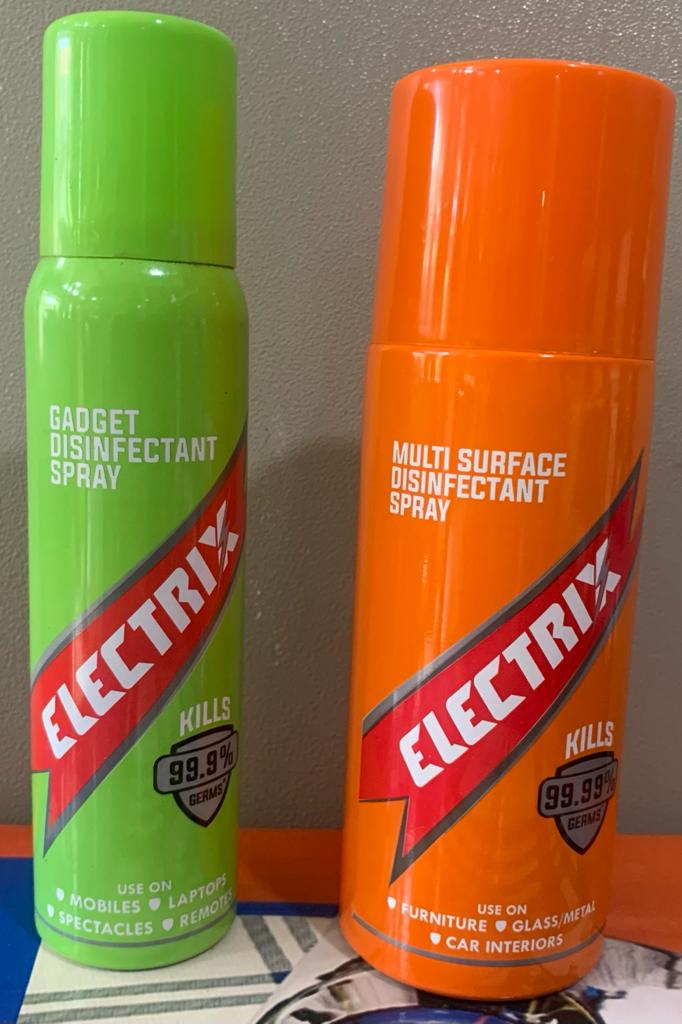 GADGET
DISINFECTANT
SPRAY
ELECTRIX
KILLS
99.9%
GERMS*
USE ON
MOBILES LAPTOPS
SPECTACLES REMOTES
MULTI SURFACE
DISINFECTANT
SPRAY
ELECTRIX
KILLS
99.99%
GERMS*
USE ON
FURNITURE GLASS/METAL
CAR INTERIORS